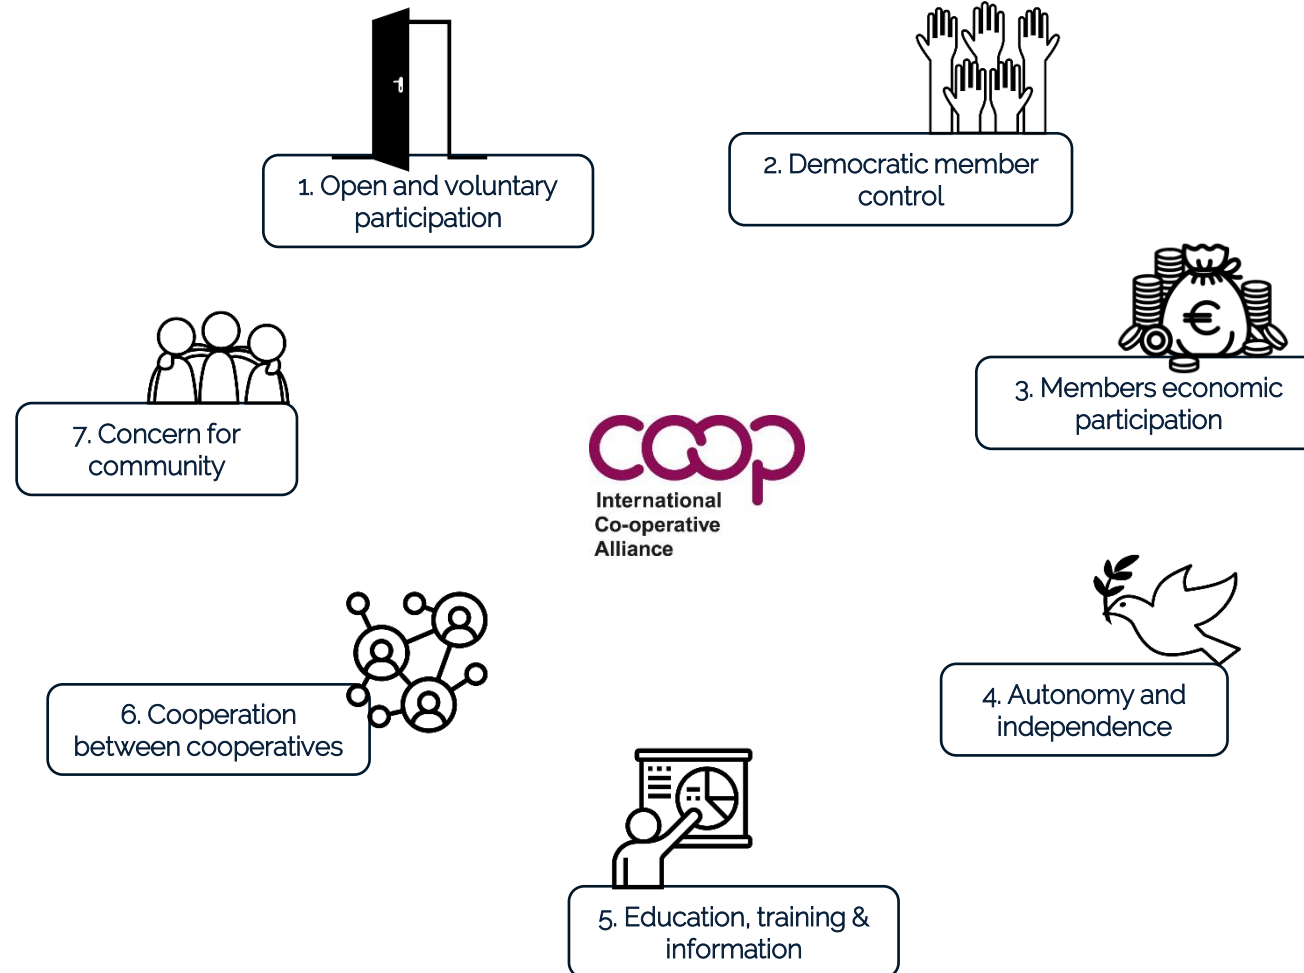 1. Open and voluntary
participation
2. Democratic member
control
3. Members economic
participation
4. Autonomy and
independence
5. Education, training &
information
6. Cooperation
between cooperatives
7. Concern for
community
coop
International
Co-operative
Alliance
€